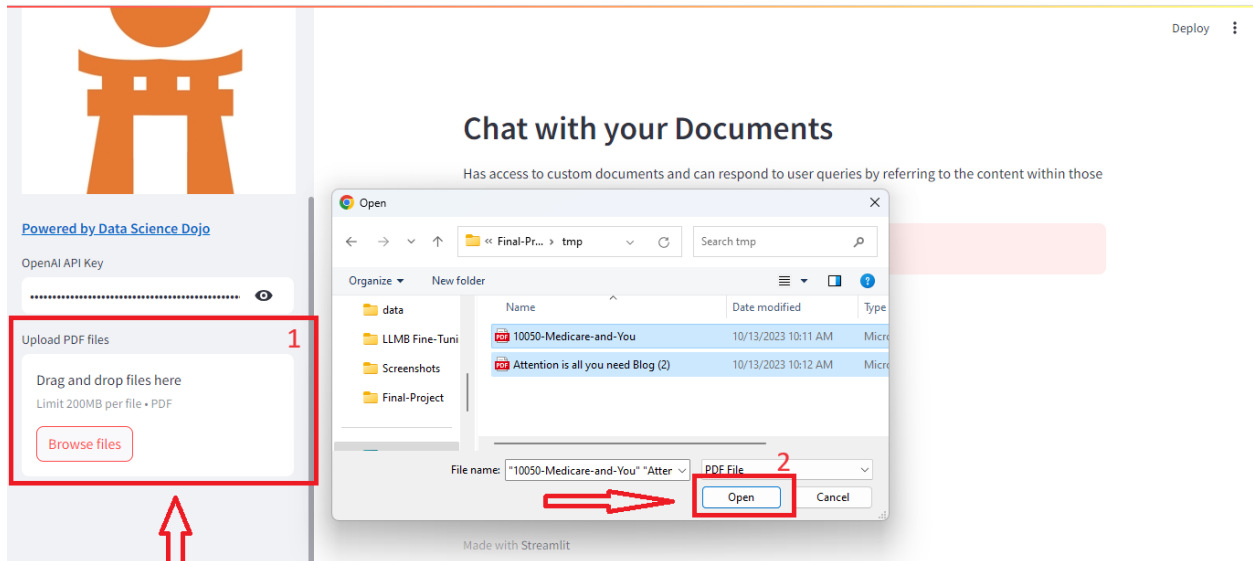 Deploy
Chat with your Documents
Has access to custom documents and can respond to user queries by referring to the content within those
Powered by Data Science Dojo
OpenAI API Key
••••••••••••••••••••••••••••••••••••••••••••••••
Upload PDF files
1
Drag and drop files here
Limit 200MB per file • PDF
Browse files
Open
« Final-Pr... › tmp
Search tmp
Organize
New folder
data
LLMB Fine-Tuni
Screenshots
Final-Project
Name
Date modified
Type
PDF
10050-Medicare-and-You
10/13/2023 10:11 AM
Micro
PDF
Attention is all you need Blog (2)
10/13/2023 10:12 AM
Micro
File name:
"10050-Medicare-and-You" "Atter
PDF File
2
Open
Cancel
Made with Streamlit